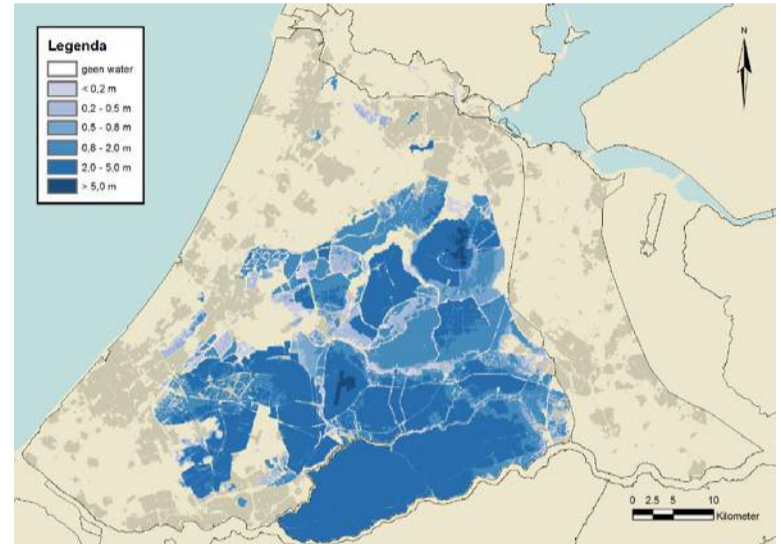 Legenda
geen water
< 0,2 m
0,2 - 0,5 m
0,5 - 0,8 m
0,8 - 2,0 m
2,0 - 5,0 m
> 5,0 m
N
0 2.5 5 10
Kilometer